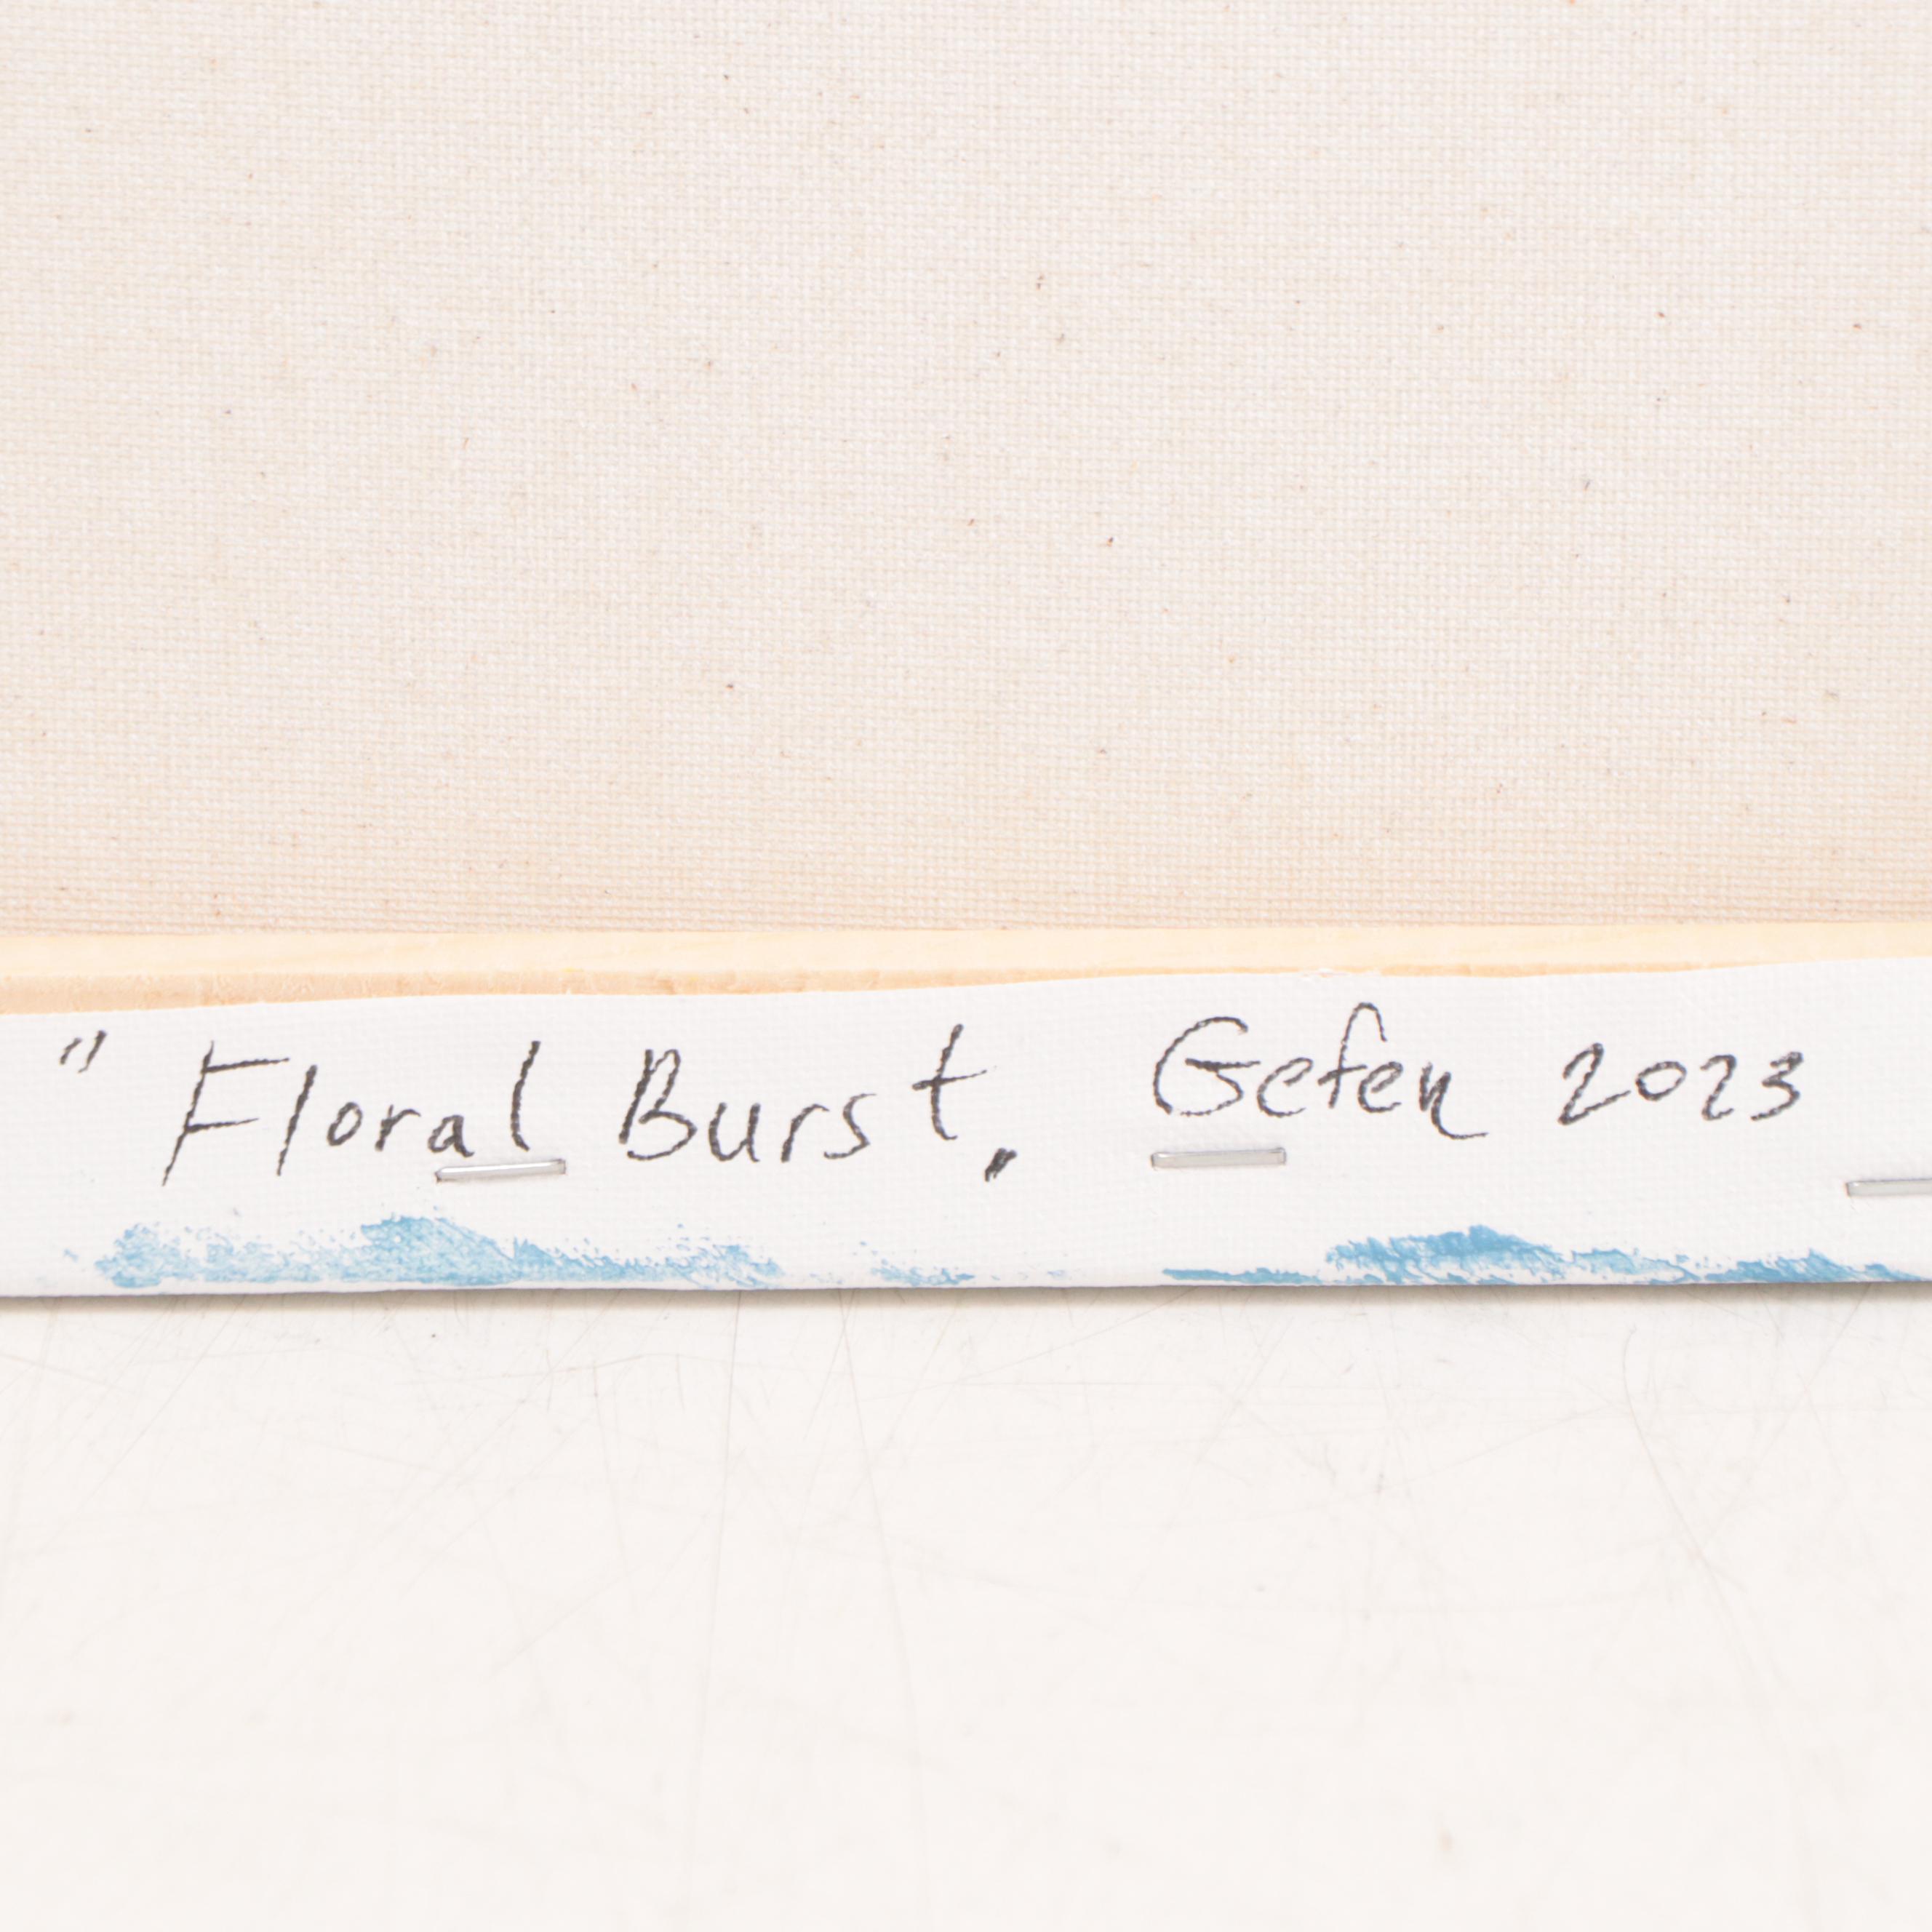 " Floral Burst. Gefen 2023